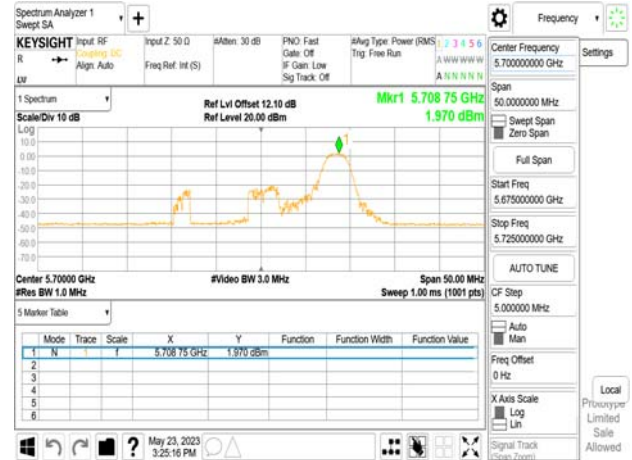 Spectrum Analyzer 1
Swept SA
+
Frequency
KEYSIGHT
R
Input: RF
Coupling: DC
Align: Auto
Input Z: 50 Ω
Freq Ref: Int (S)
#Atten: 30 dB
PNO: Fast
Gate: Off
IF Gain: Low
Sig Track: Off
#Avg Type: Power (RMS
Trig: Free Run
1 2 3 4 5 6
A W W W W W
A N N N N N
1 Spectrum
Scale/Div 10 dB
Ref Lvl Offset 12.10 dB
Ref Level 20.00 dBm
Mkr1 5.708 75 GHz
1.970 dBm
Log
10.0
0.00
-10.0
-20.0
-30.0
-40.0
-50.0
-60.0
-70.0
1
Center 5.70000 GHz
#Res BW 1.0 MHz
#Video BW 3.0 MHz
Span 50.00 MHz
Sweep 1.00 ms (1001 pts)
5 Marker Table
Mode Trace Scale X Y Function Function Width Function Value
1 N 1 f 5.708 75 GHz 1.970 dBm
2
3
4
5
6
May 23, 2023
3:25:16 PM
Center Frequency
5.700000000 GHz
Span
50.0000000 MHz
Swept Span
Zero Span
Full Span
Start Freq
5.675000000 GHz
Stop Freq
5.725000000 GHz
AUTO TUNE
CF Step
5.000000 MHz
Auto
Man
Freq Offset
0 Hz
X Axis Scale
Log
Lin
Signal Track
(Span Zoom)
Settings
Local
Prototype
Limited
Sale
Allowed